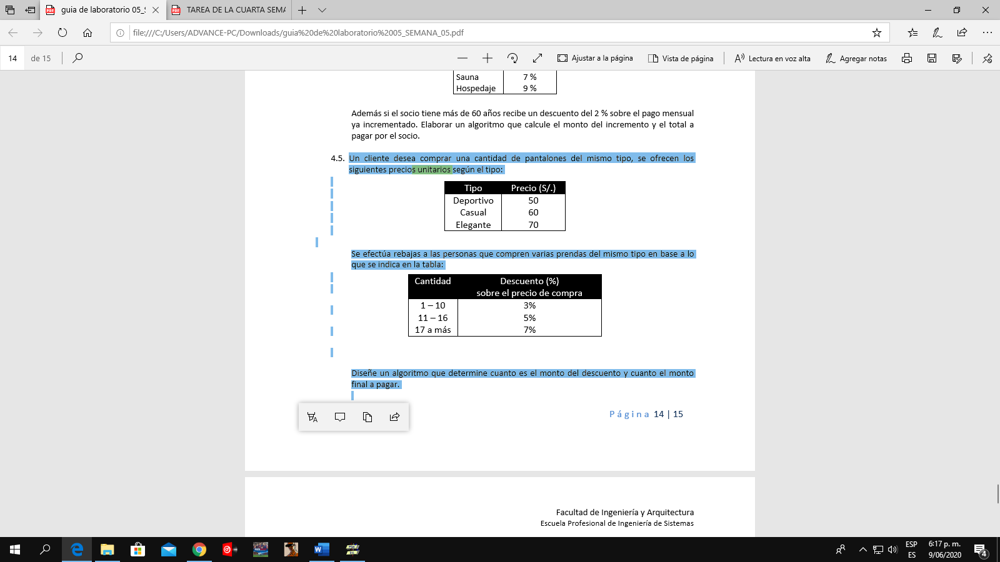 guia de laboratorio 05_S
TAREA DE LA CUARTA SEMA
file:///C:/Users/ADVANCE-PC/Downloads/guia%20de%20laboratorio%2005_SEMANA_05.pdf
14 de 15
Ajustar a la página
Vista de página
Lectura en voz alta
Agregar notas
Sauna 7 %
Hospedaje 9 %
Además si el socio tiene más de 60 años recibe un descuento del 2 % sobre el pago mensual
ya incrementado. Elaborar un algoritmo que calcule el monto del incremento y el total a
pagar por el socio.
4.5. Un cliente desea comprar una cantidad de pantalones del mismo tipo, se ofrecen los
siguientes precios unitarios según el tipo:
Tipo Precio (S/.)
Deportivo 50
Casual 60
Elegante 70
Se efectúa rebajas a las personas que compren varias prendas del mismo tipo en base a lo
que se indica en la tabla:
Cantidad Descuento (%)
sobre el precio de compra
1 – 10 3%
11 – 16 5%
17 a más 7%
Diseñe un algoritmo que determine cuanto es el monto del descuento y cuanto el monto
final a pagar.
Página 14 | 15
Facultad de Ingeniería y Arquitectura
Escuela Profesional de Ingeniería de Sistemas
ESP
ES
6:17 p. m.
9/06/2020
4